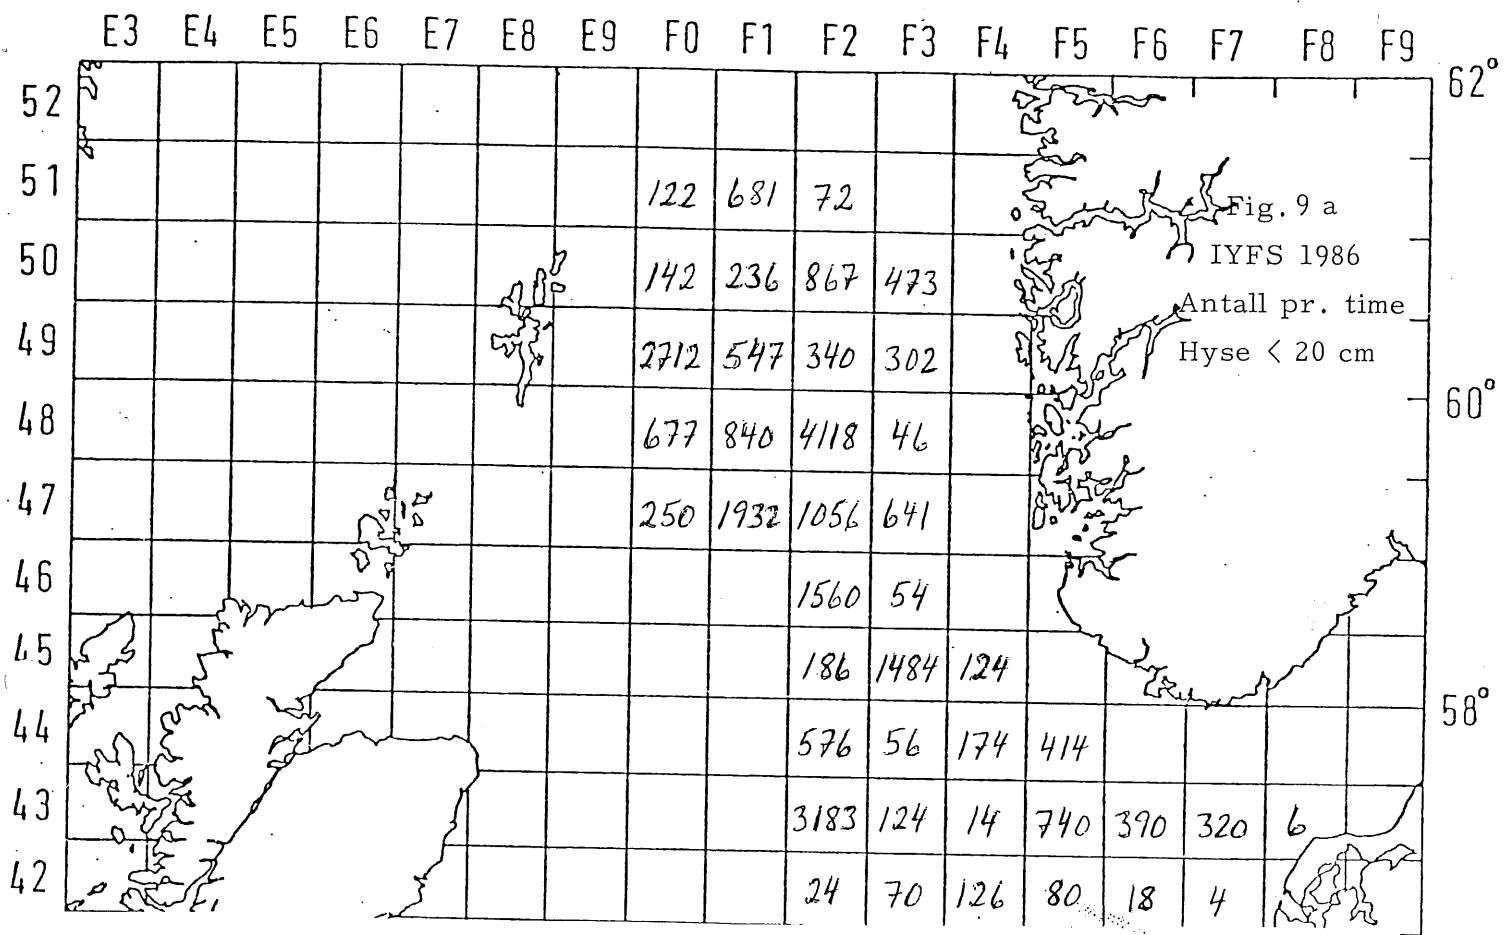 E3 E4 E5 E6 E7 E8 E9 F0 F1 F2 F3 F4 F5 F6 F7 F8 F9
52 62°
51 122 681 72
Fig. 9 a
50 142 236 867 473
IYFS 1986
Antall pr. time
49 2712 547 340 302
Hyse < 20 cm
60°
48 677 840 4118 46
47 250 1932 1056 641
46 1560 54
45 186 1484 124
58°
44 576 56 174 414
43 3183 124 14 740 390 320 6
42 24 70 126 80 18 4